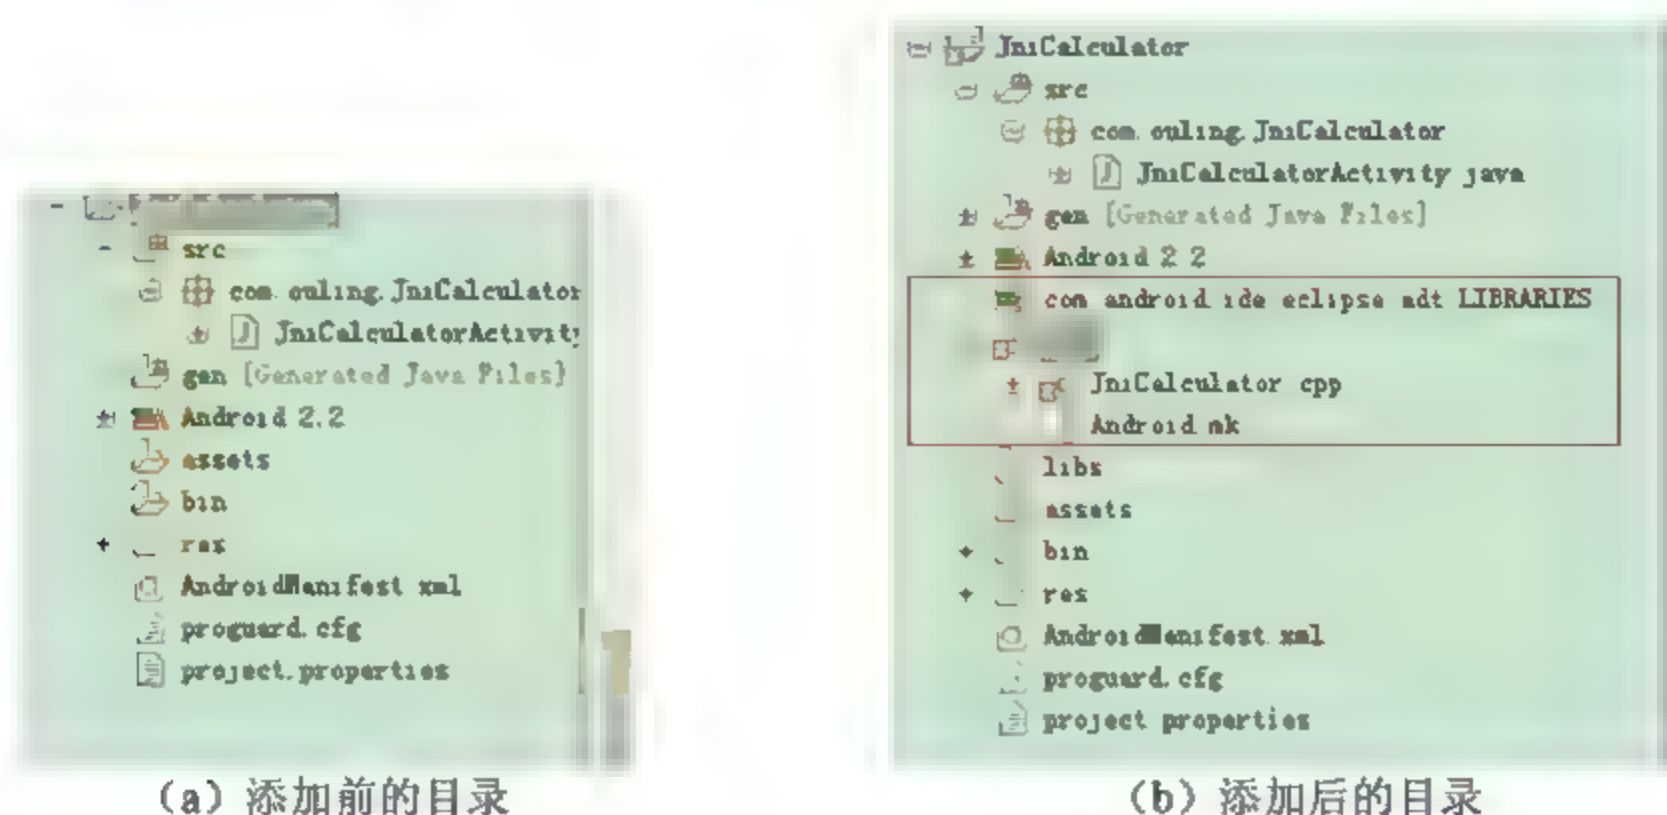 src
com.ouling.JniCalculator
JniCalculatorActivity
gen [Generated Java Files]
Android 2.2
assets
bin
res
AndroidManifest xml
proguard.cfg
project.properties
(a) 添加前的目录
JniCalculator
src
com.ouling.JniCalculator
JniCalculatorActivity java
gen [Generated Java Files]
Android 2 2
com android ide eclipse adt LIBRARIES
JniCalculator cpp
Android mk
libs
assets
bin
res
AndroidManifest.xml
proguard.cfg
project properties
(b) 添加后的目录